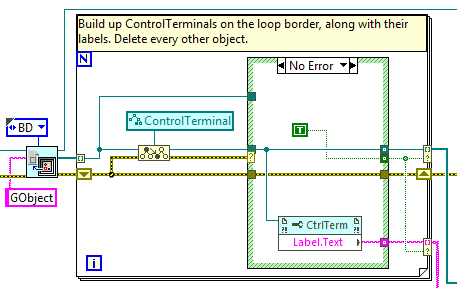 Build up ControlTerminals on the loop border, along with their
labels. Delete every other object.
N
No Error
ControlTerminal
BD
T
?
GObject
?! CtrlTerm ?!
Label.Text
?
i